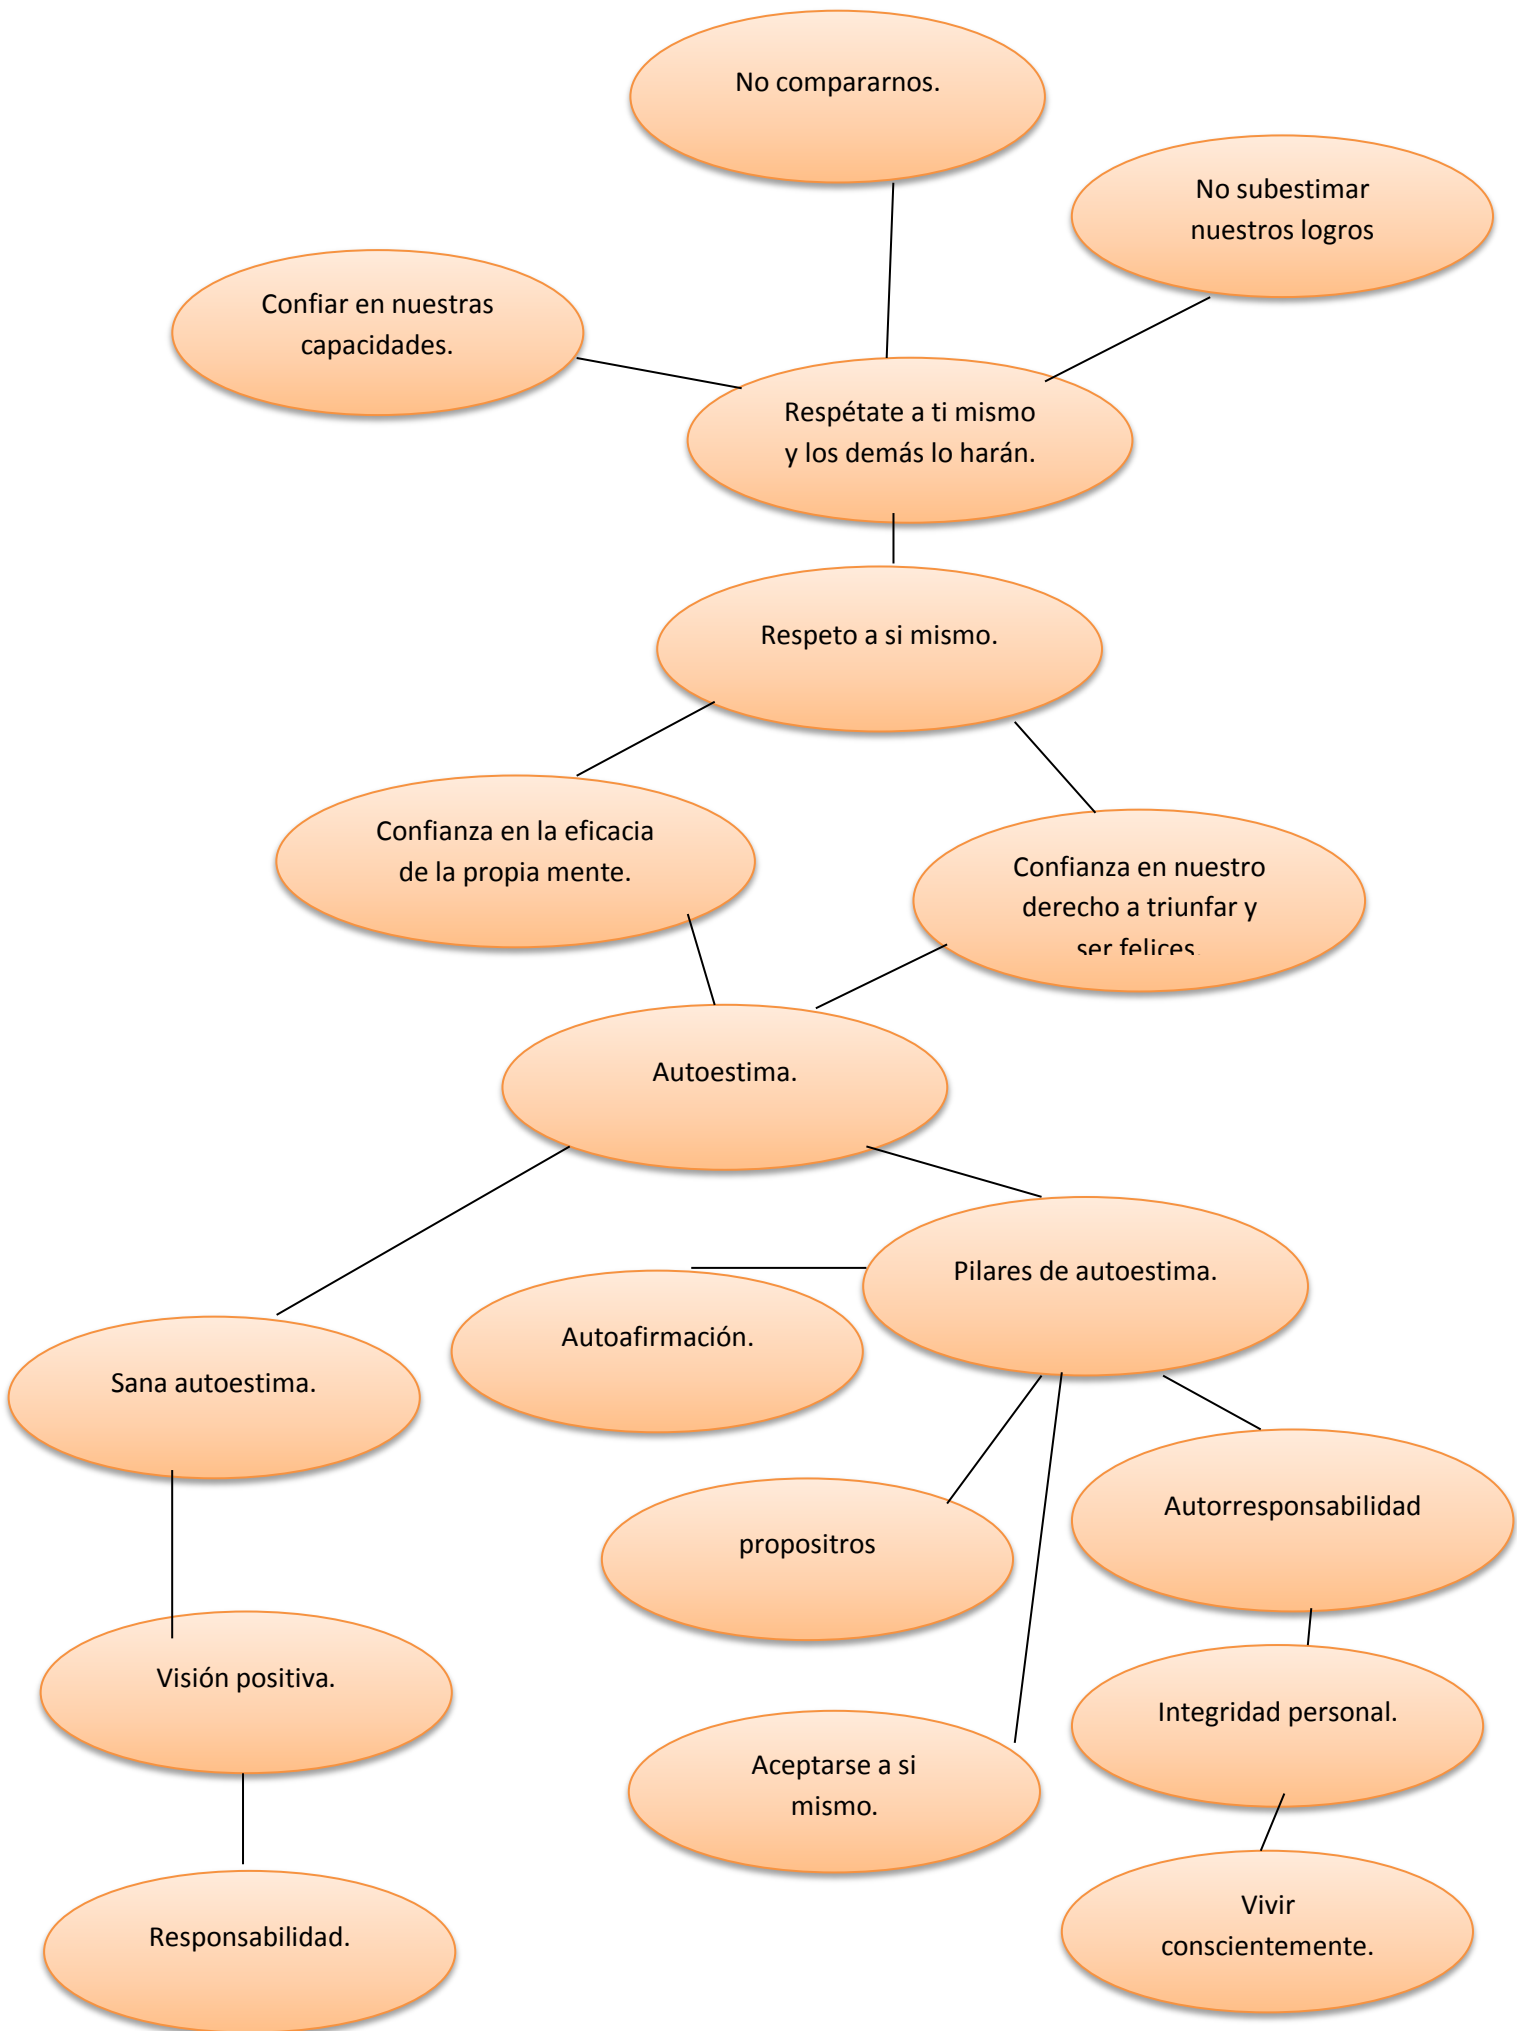 No compararnos.
No subestimar
nuestros logros
Confiar en nuestras
capacidades.
Respétate a ti mismo
y los demás lo harán.
Respeto a si mismo.
Confianza en la eficacia
de la propia mente.
Confianza en nuestro
derecho a triunfar y
ser felices.
Autoestima.
Pilares de autoestima.
Autoafirmación.
Sana autoestima.
Autorresponsabilidad
propositros
Visión positiva.
Integridad personal.
Aceptarse a si
mismo.
Vivir
conscientemente.
Responsabilidad.